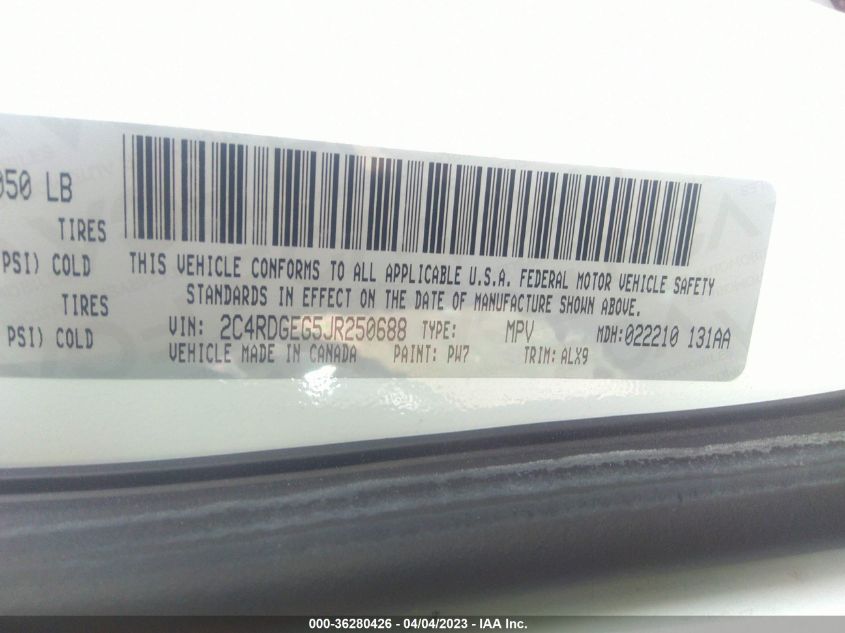 050 LB
TIRES
PSI) COLD
TIRES
PSI) COLD
THIS VEHICLE CONFORMS TO ALL APPLICABLE U.S.A. FEDERAL MOTOR VEHICLE SAFETY
STANDARDS IN EFFECT ON THE DATE OF MANUFACTURE SHOWN ABOVE.
VIN: 2C4RDGEG5JR250688 TYPE: MPV MDH:022210 131AA
VEHICLE MADE IN CANADA PAINT: PW7 TRIM: ALX9
000-36280426 - 04/04/2023 - IAA Inc.